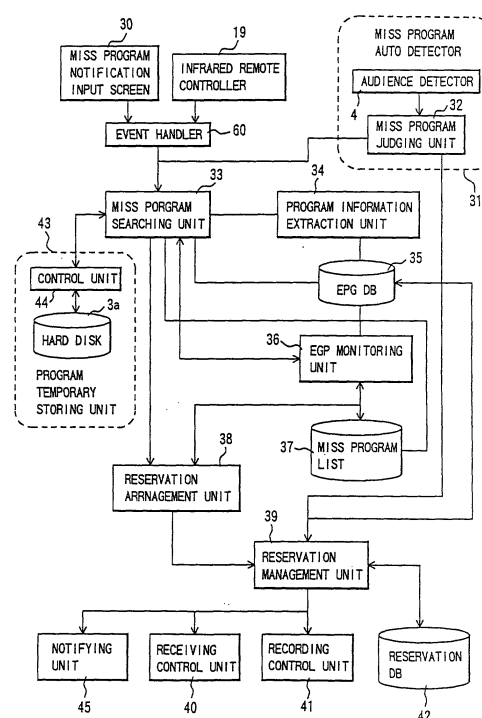 30
19
MISS PROGRAM
NOTIFICATION
INPUT SCREEN
INFRARED REMOTE
CONTROLLER
MISS PROGRAM
AUTO DETECTOR
AUDIENCE DETECTOR
4
32
MISS PROGRAM
JUDGING UNIT
31
EVENT HANDLER
60
33
MISS PORGRAM
SEARCHING UNIT
34
PROGRAM INFORMATION
EXTRACTION UNIT
43
CONTROL UNIT
44
3a
HARD DISK
PROGRAM
TEMPORARY
STORING UNIT
35
EPG DB
36
EGP MONITORING
UNIT
37
MISS PROGRAM
LIST
38
RESERVATION
ARRNAGEMENT UNIT
39
RESERVATION
MANAGEMENT UNIT
NOTIFYING
UNIT
45
RECEIVING
CONTROL UNIT
40
RECORDING
CONTROL UNIT
41
RESERVATION
DB
42